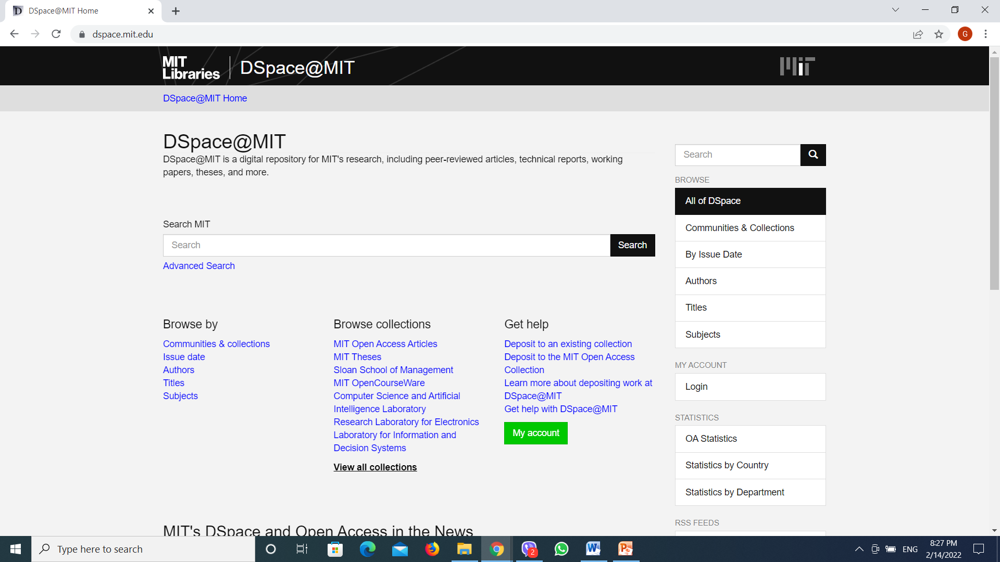 DSpace@MIT Home
dspace.mit.edu
G
MIT
Libraries
DSpace@MIT
MIT
DSpace@MIT Home
DSpace@MIT
DSpace@MIT is a digital repository for MIT's research, including peer-reviewed articles, technical reports, working
papers, theses, and more.
Search MIT
Search
Search
Advanced Search
Browse by
Communities & collections
Issue date
Authors
Titles
Subjects
Browse collections
MIT Open Access Articles
MIT Theses
Sloan School of Management
MIT OpenCourseWare
Computer Science and Artificial
Intelligence Laboratory
Research Laboratory for Electronics
Laboratory for Information and
Decision Systems
View all collections
Get help
Deposit to an existing collection
Deposit to the MIT Open Access
Collection
Learn more about depositing work at
DSpace@MIT
Get help with DSpace@MIT
My account
Search
BROWSE
All of DSpace
Communities & Collections
By Issue Date
Authors
Titles
Subjects
MY ACCOUNT
Login
STATISTICS
OA Statistics
Statistics by Country
Statistics by Department
RSS FEEDS
MIT's DSpace and Open Access in the News
Type here to search
2
ENG
8:27 PM
2/14/2022